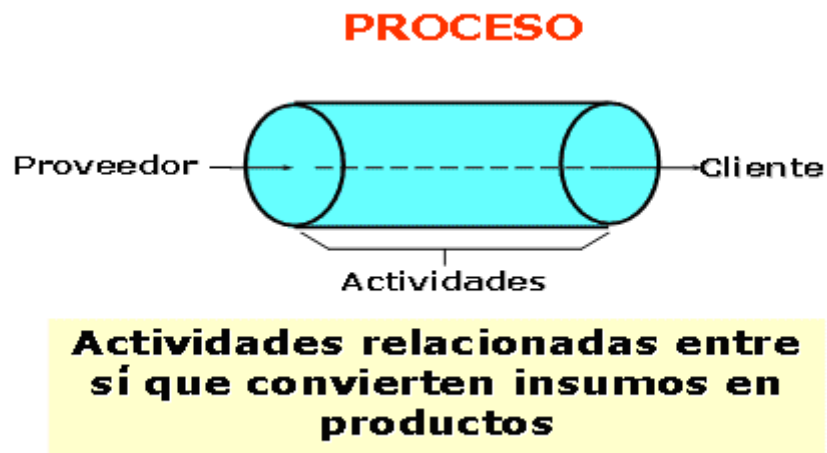 PROCESO
Proveedor
Cliente
Actividades
Actividades relacionadas entre
sí que convierten insumos en
productos